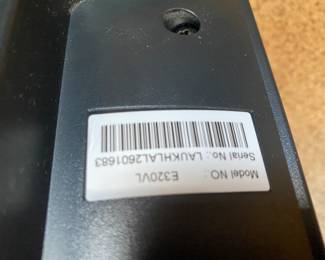 Model NO : E320VL
Serial No.: LAUKHLAL2601683